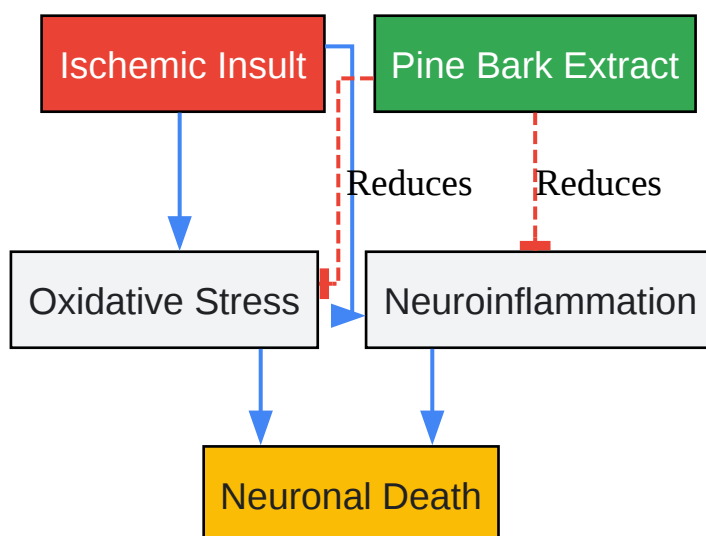 Ischemic Insult
Pine Bark Extract
Reduces
Reduces
Oxidative Stress
Neuroinflammation
Neuronal Death